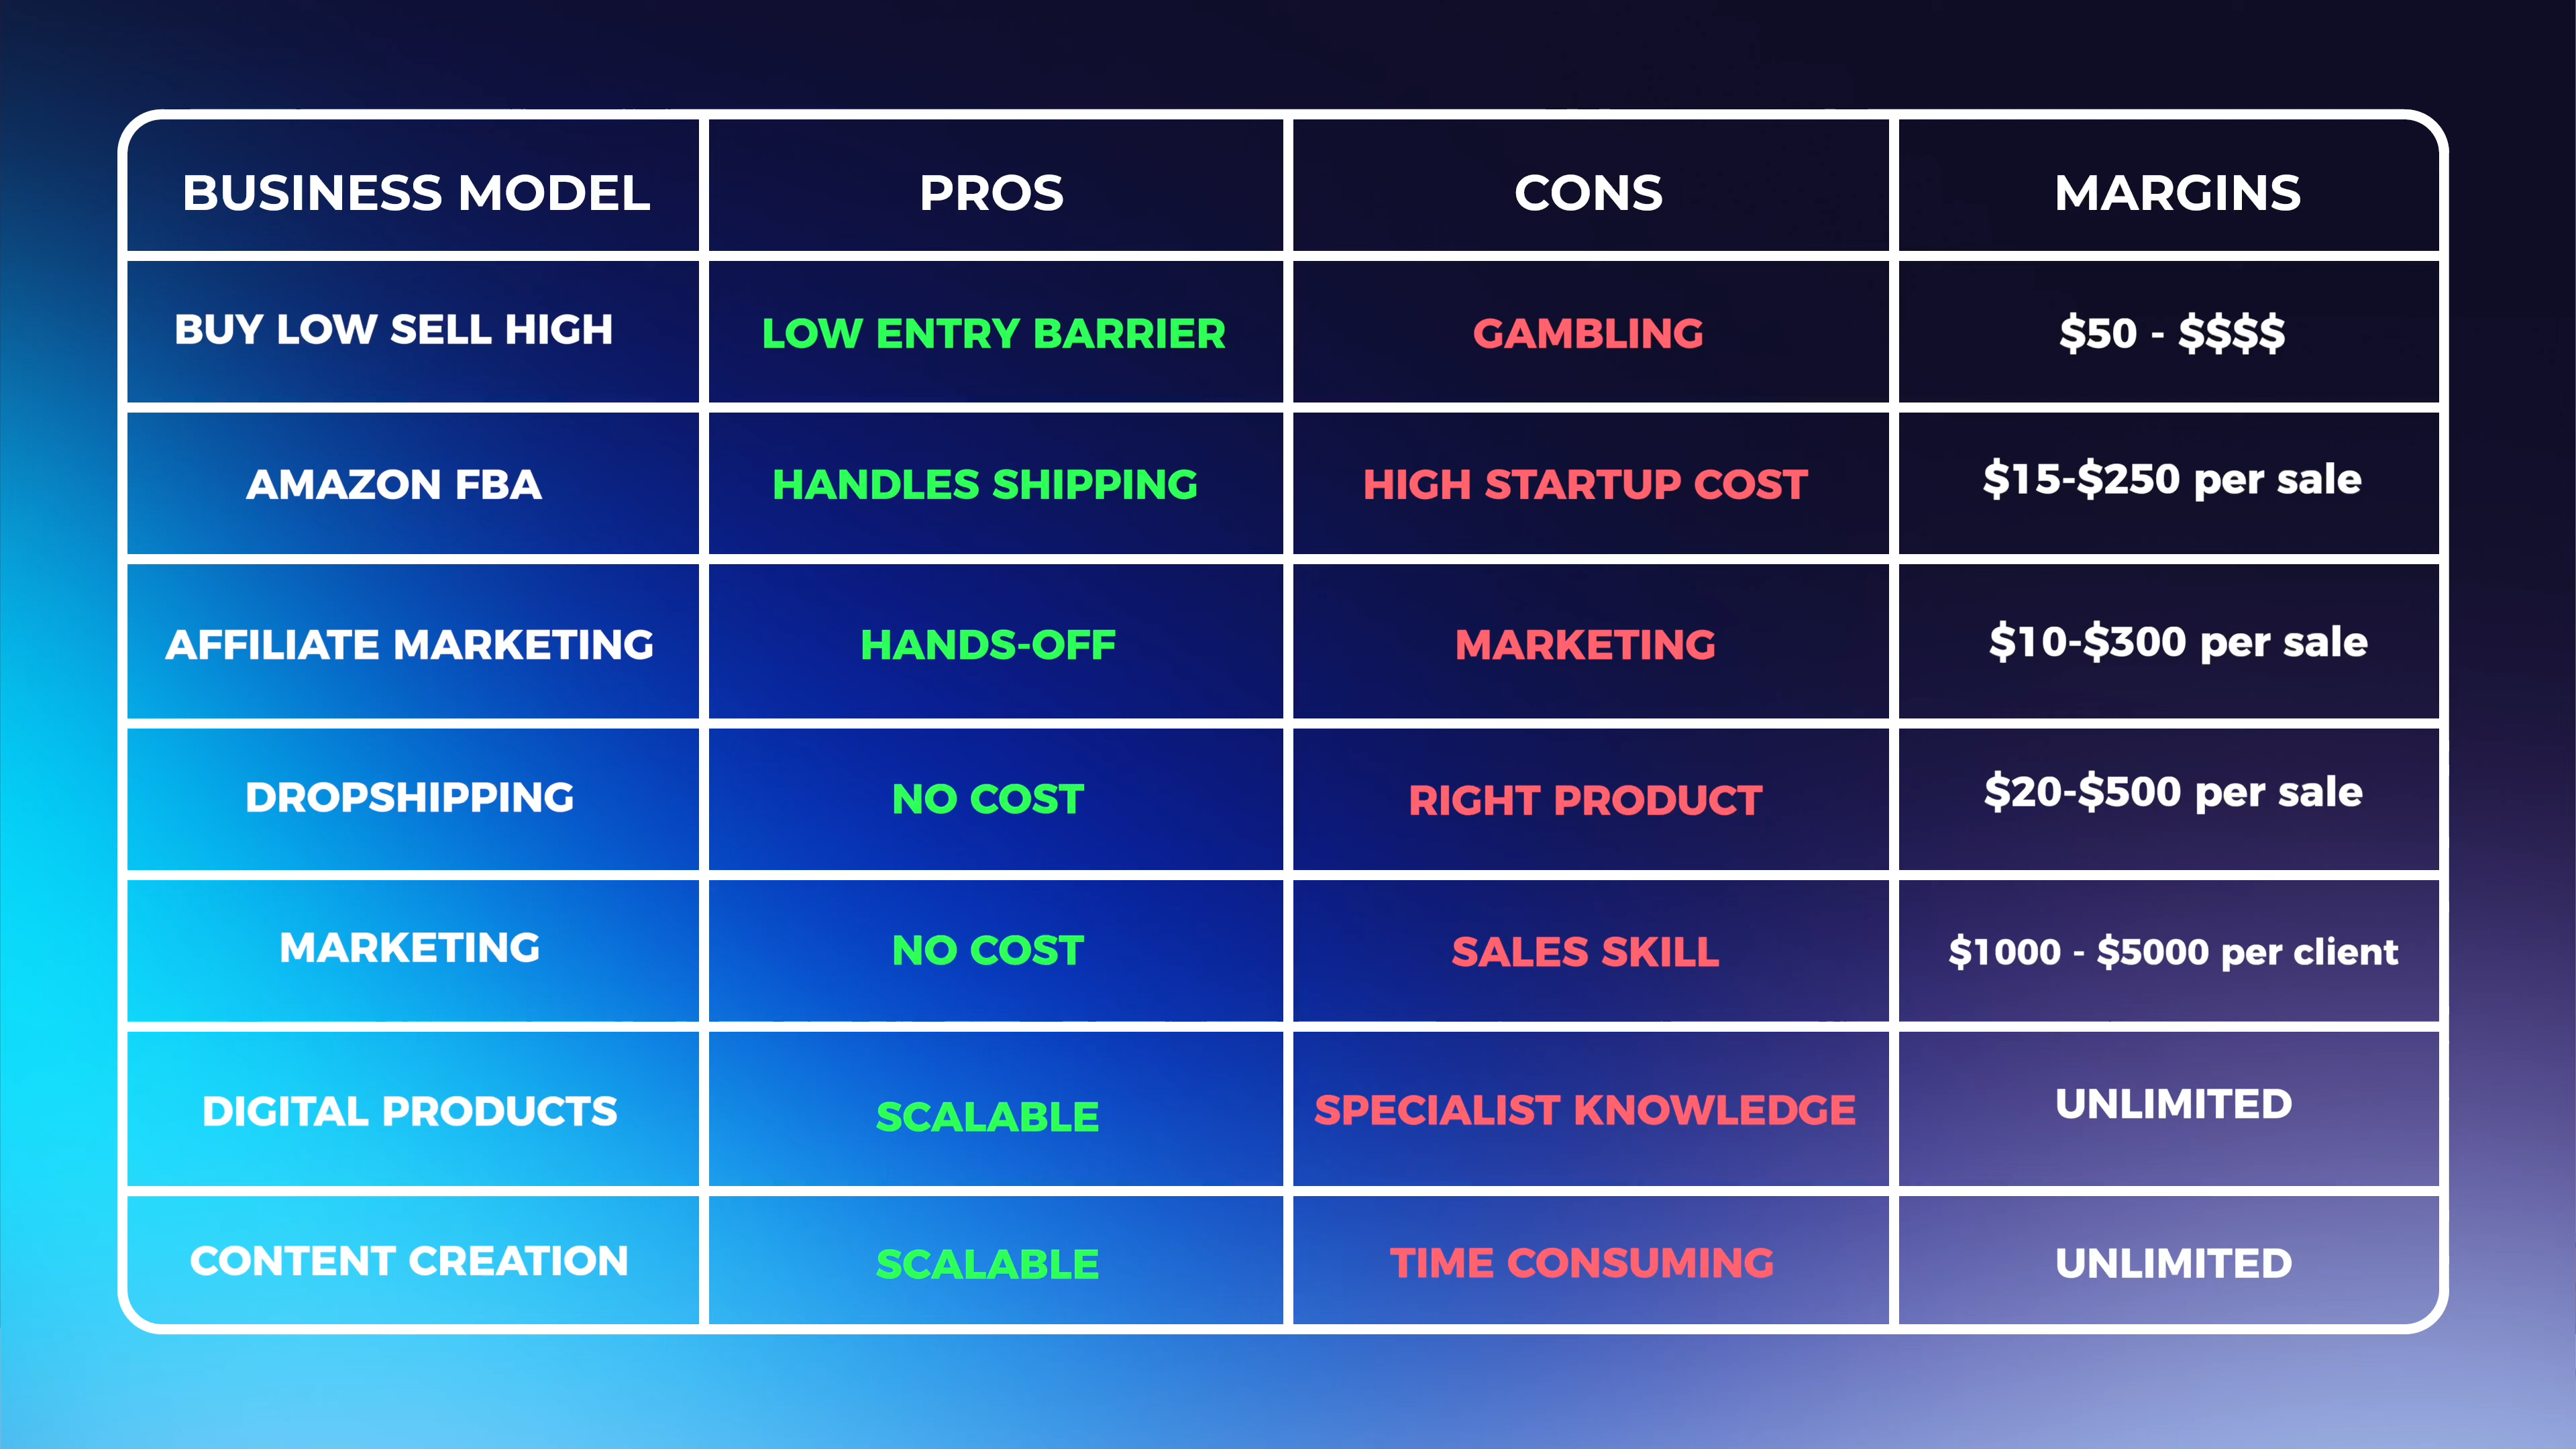 BUSINESS MODEL PROS CONS MARGINS
BUY LOW SELL HIGH LOW ENTRY BARRIER GAMBLING $50 - $$$$
AMAZON FBA HANDLES SHIPPING HIGH STARTUP COST $15-$250 per sale
AFFILIATE MARKETING HANDS-OFF MARKETING $10-$300 per sale
DROPSHIPPING NO COST RIGHT PRODUCT $20-$500 per sale
MARKETING NO COST SALES SKILL $1000 - $5000 per client
DIGITAL PRODUCTS SCALABLE SPECIALIST KNOWLEDGE UNLIMITED
CONTENT CREATION SCALABLE TIME CONSUMING UNLIMITED